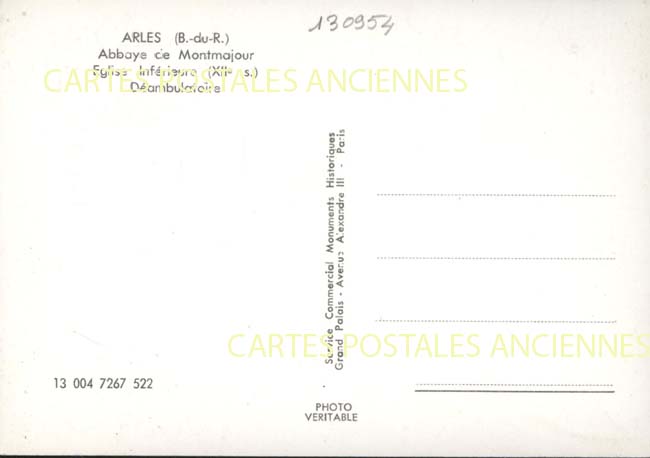 130954
ARLES (B.-du-R.)
Abbaye de Montmajour
Eglise Inférieure (XIIe s.)
Déambulatoire
CARTES POSTALES ANCIENNES
Service Commercial Monuments Historiques
Grand Palais - Avenue Alexandre III - Paris
CARTES POSTALES ANCIENNES
13 004 7267 522
PHOTO
VERITABLE